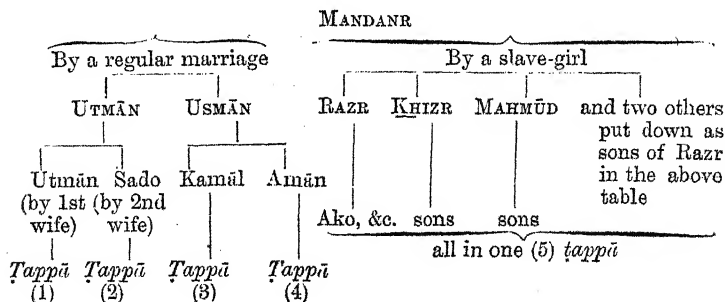 MANDANR
By a regular marriage By a slave-girl
UTMĀN USMĀN RAZR KHIZR MAHMŪD and two others
put down as
sons of Razr
in the above
table
Utmān Sado Kamāl Amān
(by 1st (by 2nd
wife) wife)
Ako, &c. sons sons
all in one (5) ṭappā
Ṭappā Ṭappā Ṭappā Ṭappā
(1) (2) (3) (4)